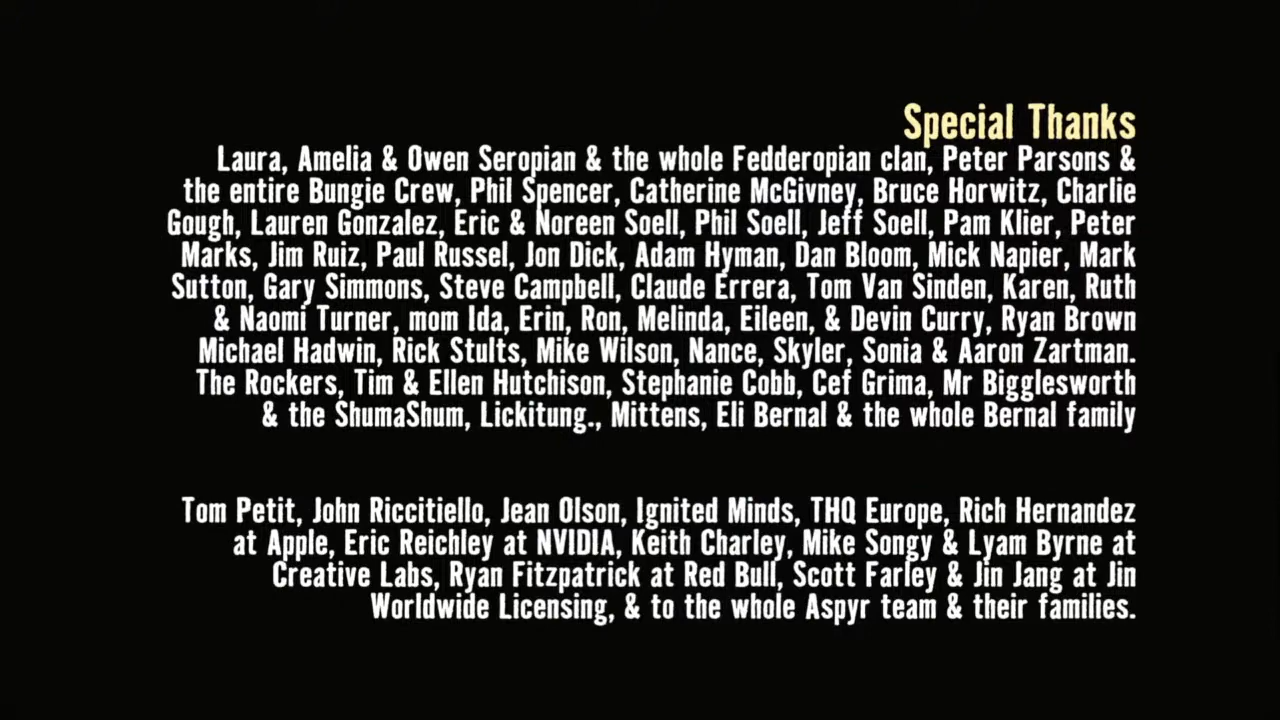 Special Thanks
Laura, Amelia & Owen Seropian & the whole Fedderopian clan, Peter Parsons &
the entire Bungie Crew, Phil Spencer, Catherine McGivney, Bruce Horwitz, Charlie
Gough, Lauren Gonzalez, Eric & Noreen Soell, Phil Soell, Jeff Soell, Pam Klier, Peter
Marks, Jim Ruiz, Paul Russel, Jon Dick, Adam Hyman, Dan Bloom, Mick Napier, Mark
Sutton, Gary Simmons, Steve Campbell, Claude Errera, Tom Van Sinden, Karen, Ruth
& Naomi Turner, mom Ida, Erin, Ron, Melinda, Eileen, & Devin Curry, Ryan Brown
Michael Hadwin, Rick Stults, Mike Wilson, Nance, Skyler, Sonia & Aaron Zartman.
The Rockers, Tim & Ellen Hutchison, Stephanie Cobb, Cef Grima, Mr Bigglesworth
& the ShumaShum, Lickitung., Mittens, Eli Bernal & the whole Bernal family
Tom Petit, John Riccitiello, Jean Olson, Ignited Minds, THQ Europe, Rich Hernandez
at Apple, Eric Reichley at NVIDIA, Keith Charley, Mike Songy & Lyam Byrne at
Creative Labs, Ryan Fitzpatrick at Red Bull, Scott Farley & Jin Jang at Jin
Worldwide Licensing, & to the whole Aspyr team & their families.